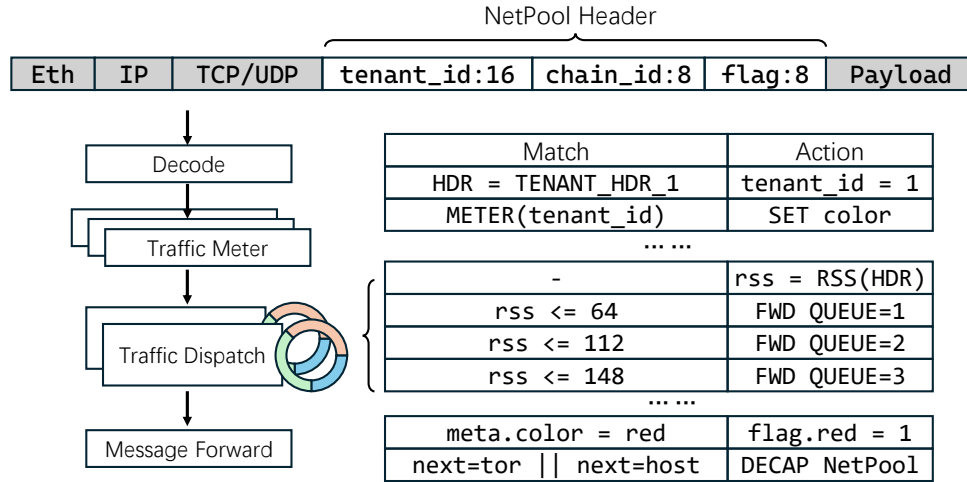 NetPool Header
Eth IP TCP/UDP tenant_id:16 chain_id:8 flag:8 Payload
Decode
Traffic Meter
Traffic Dispatch
Message Forward
Match Action
HDR = TENANT_HDR_1 tenant_id = 1
METER(tenant_id) SET color
... ...
- rss = RSS(HDR)
rss <= 64 FWD QUEUE=1
rss <= 112 FWD QUEUE=2
rss <= 148 FWD QUEUE=3
... ...
meta.color = red flag.red = 1
next=tor || next=host DECAP NetPool